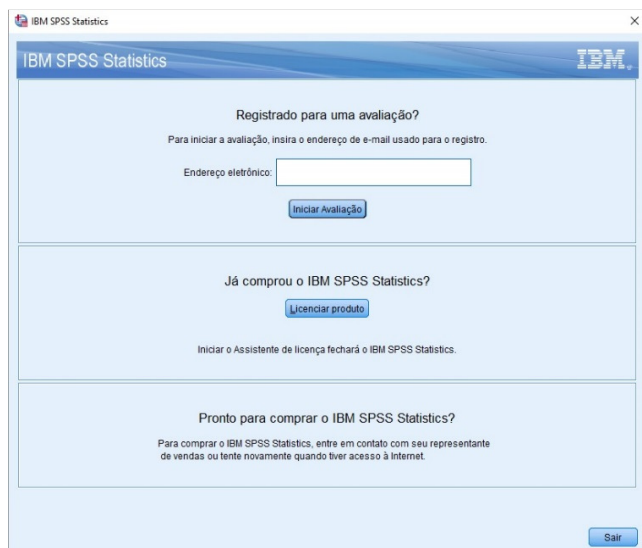 IBM SPSS Statistics
IBM SPSS Statistics
IBM
Registrado para uma avaliação?
Para iniciar a avaliação, insira o endereço de e-mail usado para o registro.
Endereço eletrônico:
Iniciar Avaliação
Já comprou o IBM SPSS Statistics?
Licenciar produto
Iniciar o Assistente de licença fechará o IBM SPSS Statistics.
Pronto para comprar o IBM SPSS Statistics?
Para comprar o IBM SPSS Statistics, entre em contato com seu representante
de vendas ou tente novamente quando tiver acesso à Internet.
Sair